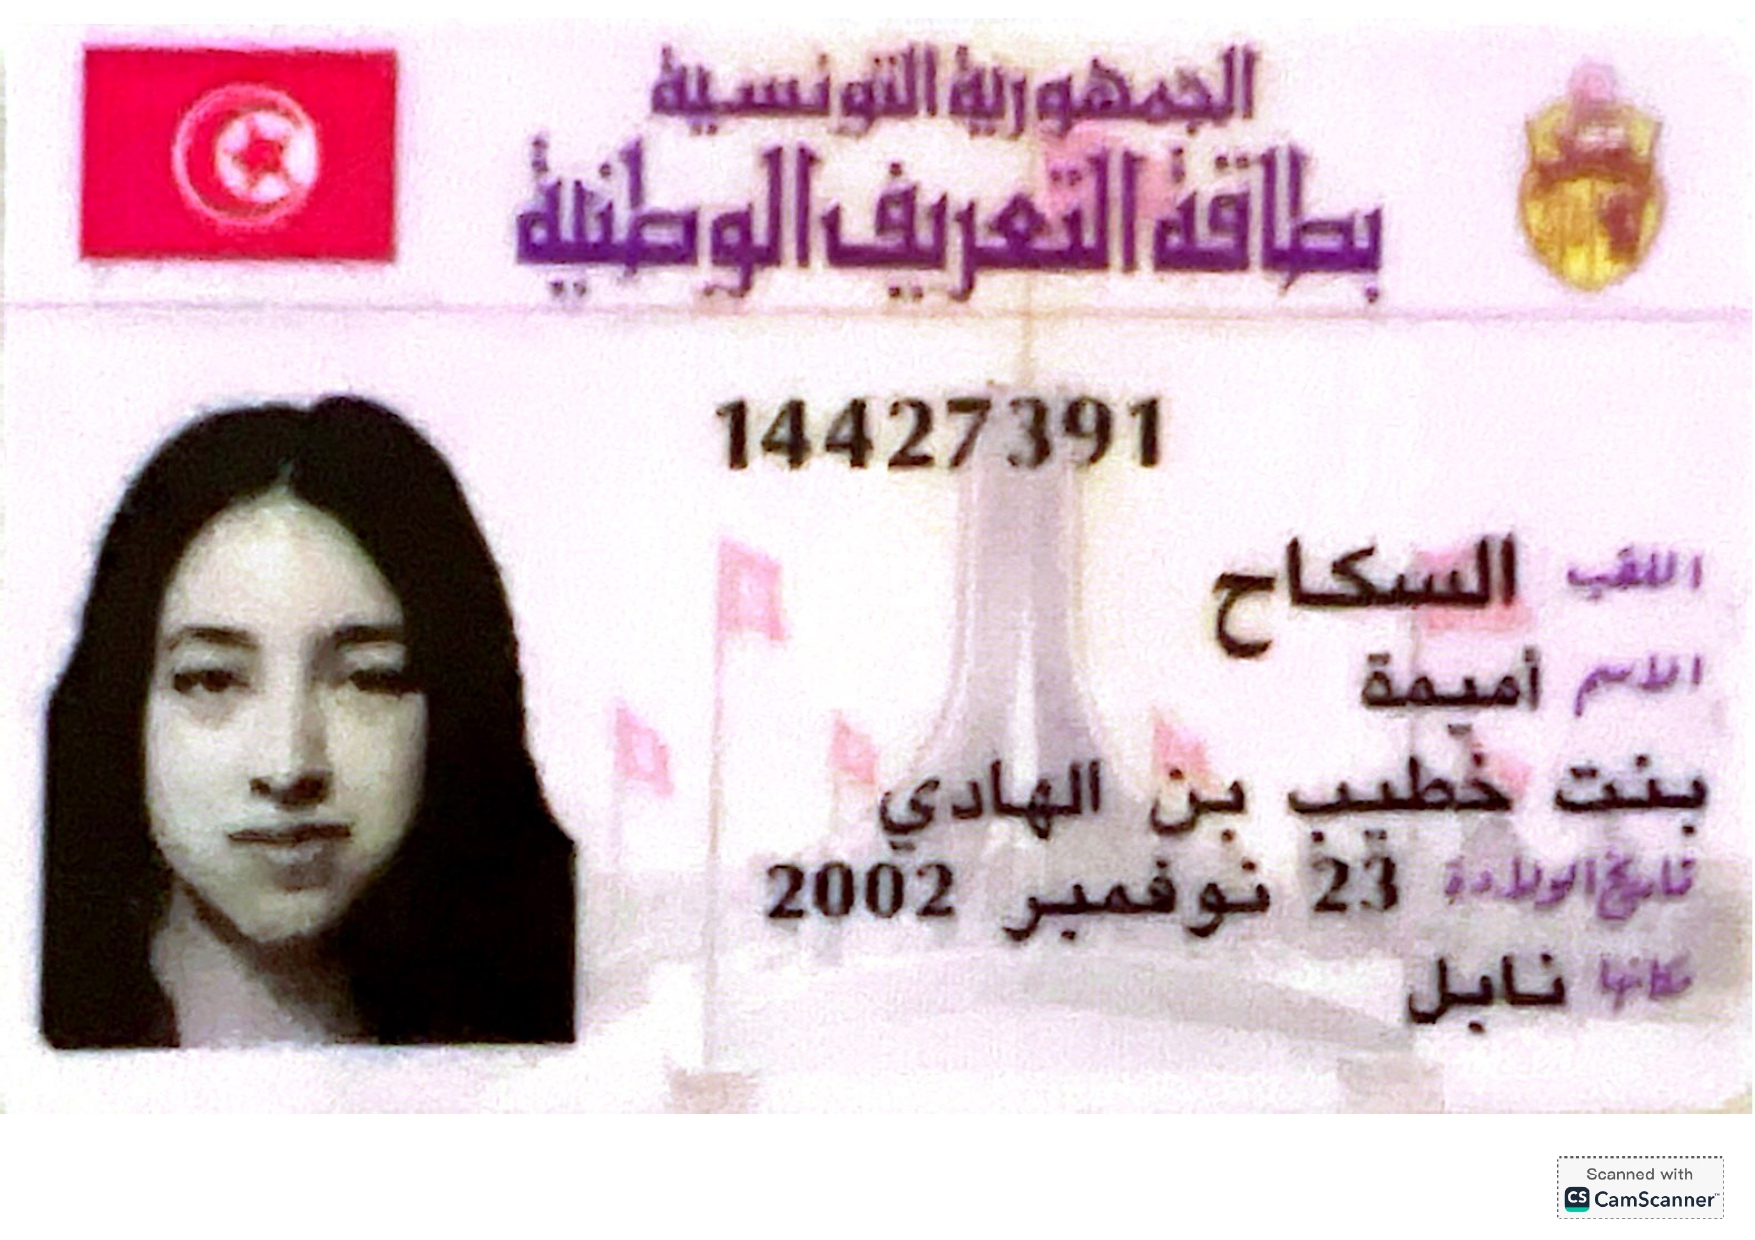 الجمهورية التونسية
بطاقة التعريف الوطنية
14427391
اللقب السكاح
الاسم أميمة
بنت خطيب بن الهادي
تاريخ الولادة 23 نوفمبر 2002
مكانها نابل
Scanned with
CS CamScanner